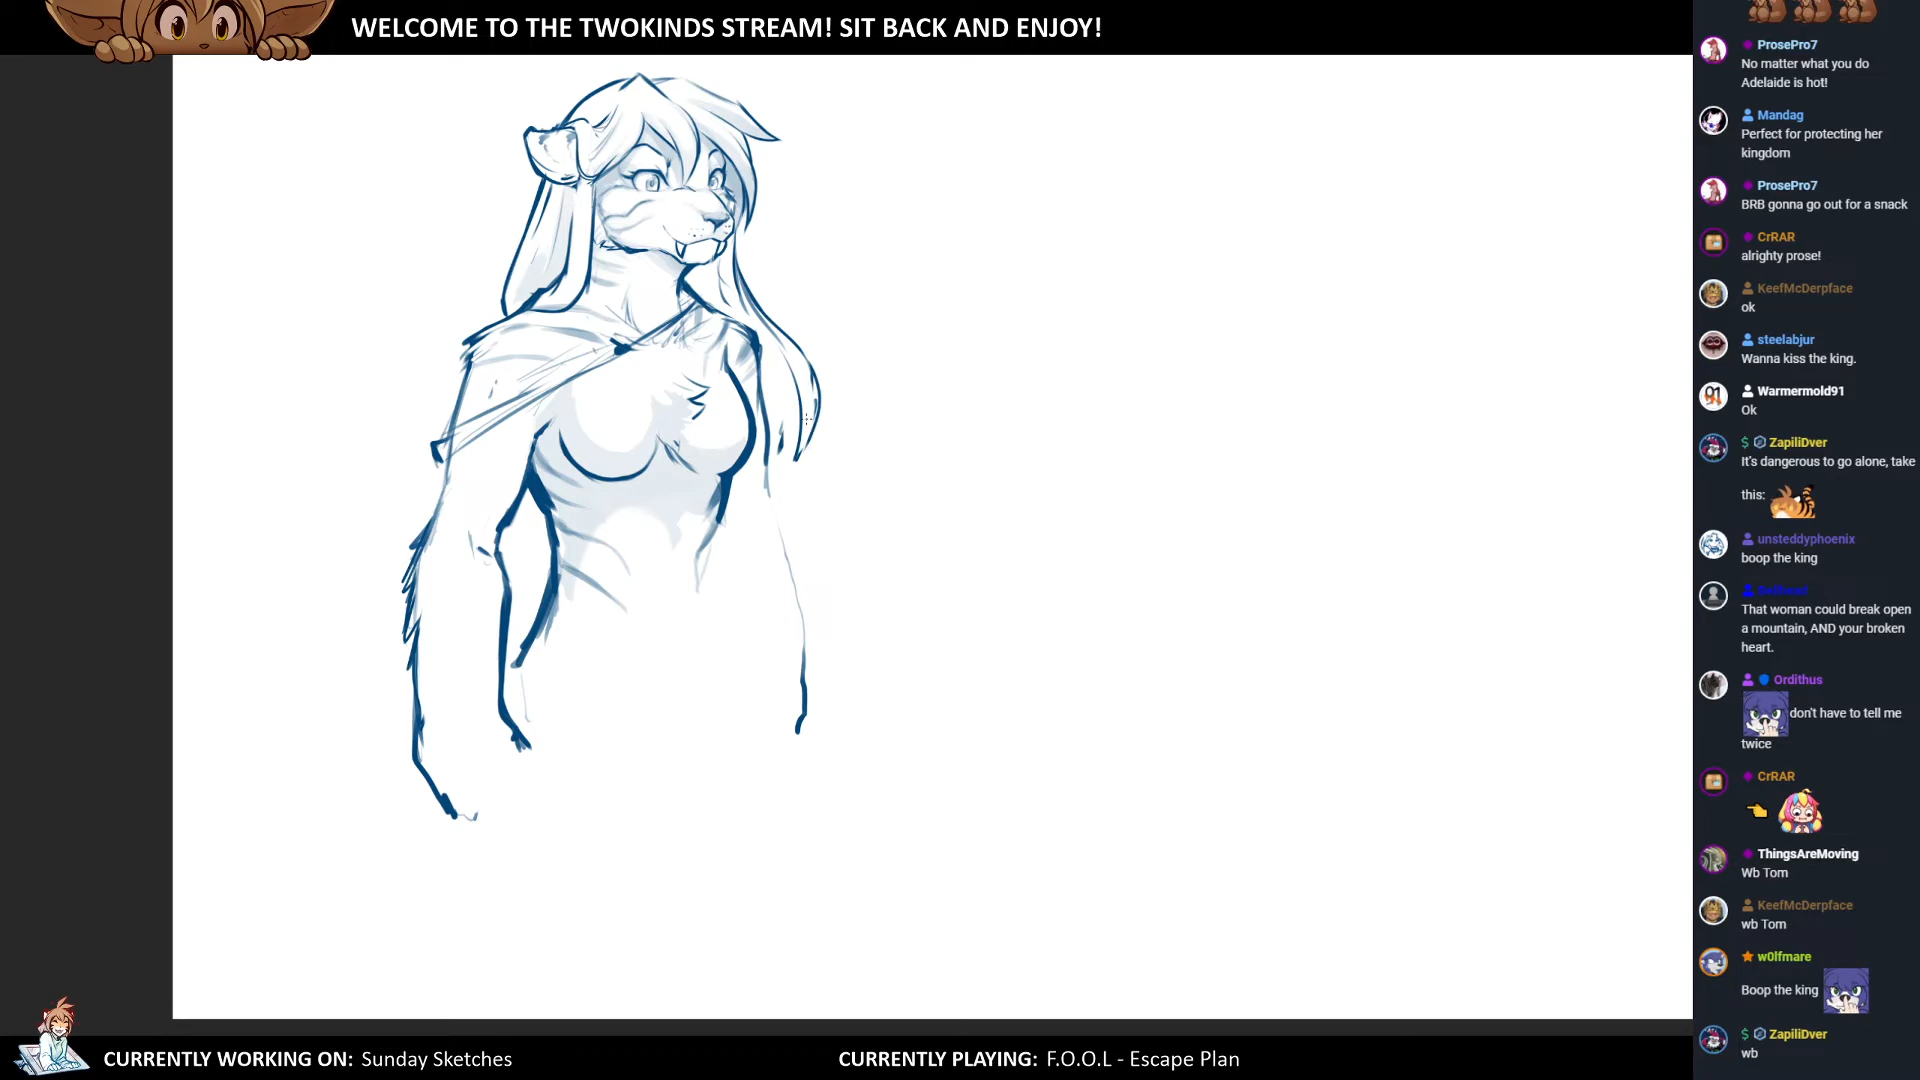 WELCOME TO THE TWOKINDS STREAM! SIT BACK AND ENJOY!
ProsePro7
No matter what you do
Adelaide is hot!
Mandag
Perfect for protecting her
kingdom
ProsePro7
BRB gonna go out for a snack
CrRAR
alrighty prose!
KeefMcDerpface
ok
steelabjur
Wanna kiss the king.
Warmermold91
Ok
ZapiliDver
It's dangerous to go alone, take
this:
unsteddyphoenix
boop the king
That woman could break open
a mountain, AND your broken
heart.
Ordithus
don't have to tell me
twice
CrRAR
ThingsAreMoving
Wb Tom
KeefMcDerpface
wb Tom
w0lfmare
Boop the king
ZapiliDver
wb
CURRENTLY WORKING ON: Sunday Sketches
CURRENTLY PLAYING: F.O.O.L - Escape Plan